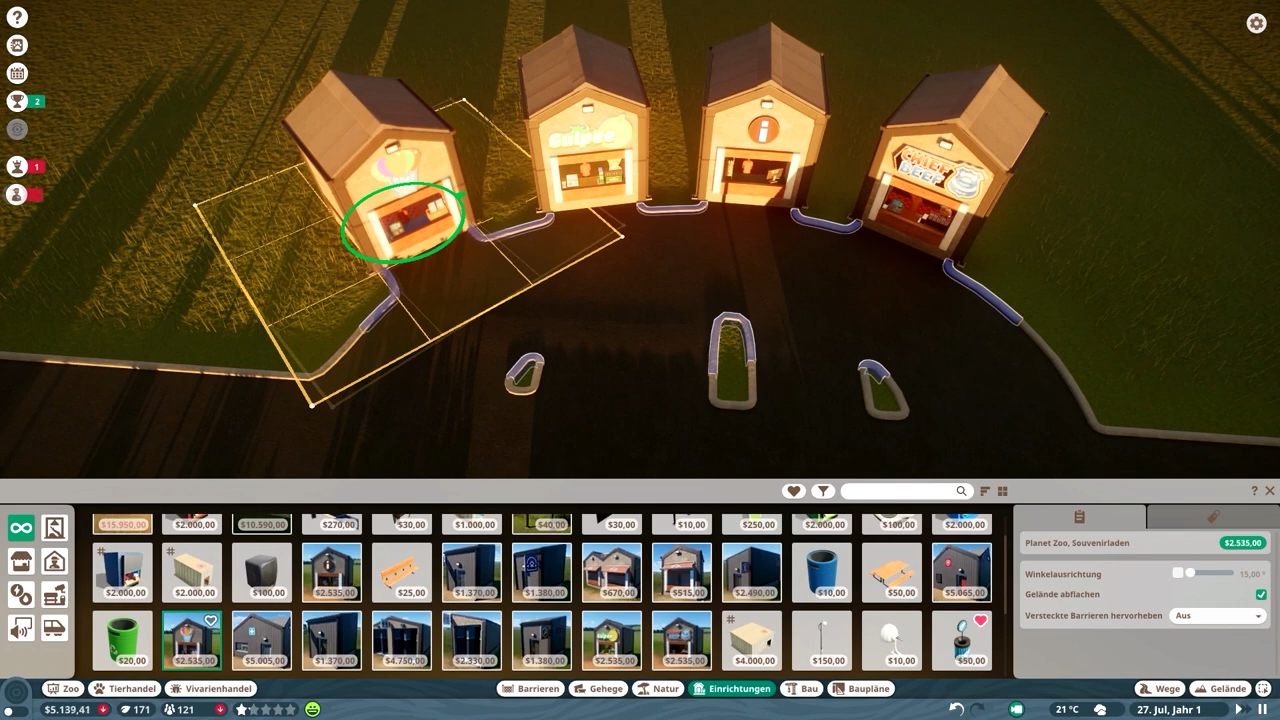 ?
2
1
Gulpee
i
CHIEF
BEEF
? ×
$15.950,00 $2.000,00 $10.590,00 $270,00 $30,00 $1.000,00 $40,00 $30,00 $10,00 $250,00 $2.000,00 $100,00 $2.000,00
# $2.000,00 # $2.000,00 $100,00 $2.535,00 $25,00 $1.370,00 $1.380,00 $670,00 $515,00 $2.490,00 $10,00 $50,00 $5.065,00
$20,00 $2.535,00 $5.005,00 $1.370,00 $4.750,00 $2.330,00 $1.380,00 $2.535,00 $2.535,00 # $4.000,00 $150,00 $10,00 $50,00
Planet Zoo, Souvenirladen $2.535,00
Winkelausrichtung 15,00 °
Gelände abflachen
Versteckte Barrieren hervorheben Aus
Zoo Tierhandel Vivarienhandel Barrieren Gehege Natur Einrichtungen Bau Baupläne Wege Gelände
$5.139,41 171 121 21 °C 27. Jul, Jahr 1